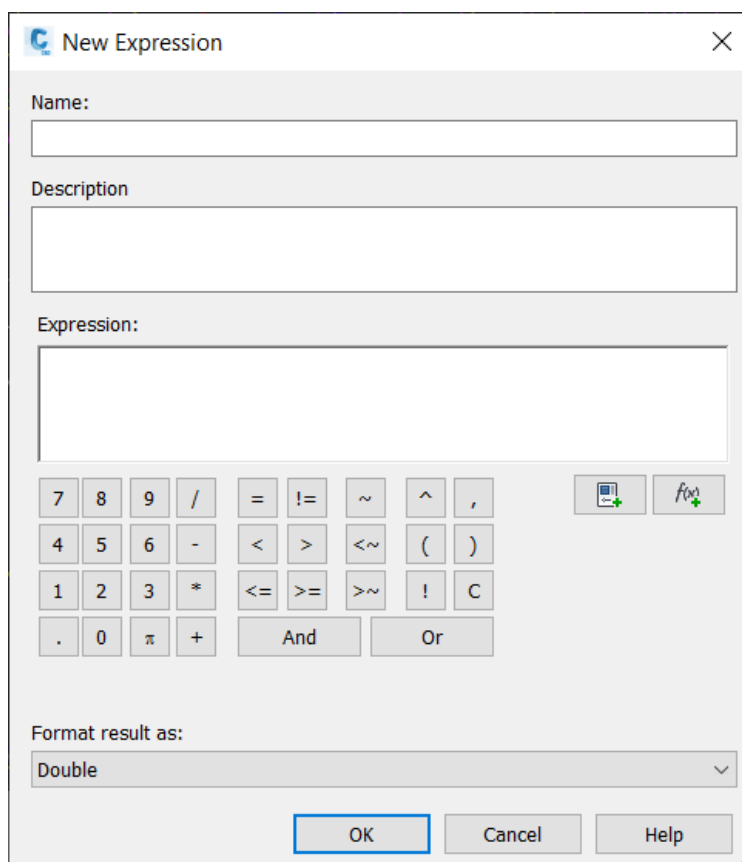 New Expression
Name:
Description
Expression:
7 8 9 / = != ~ ^ , f(x)
4 5 6 - < > <~ ( )
1 2 3 * <= >= >~ ! C
. 0 π + And Or
Format result as:
Double
OK Cancel Help